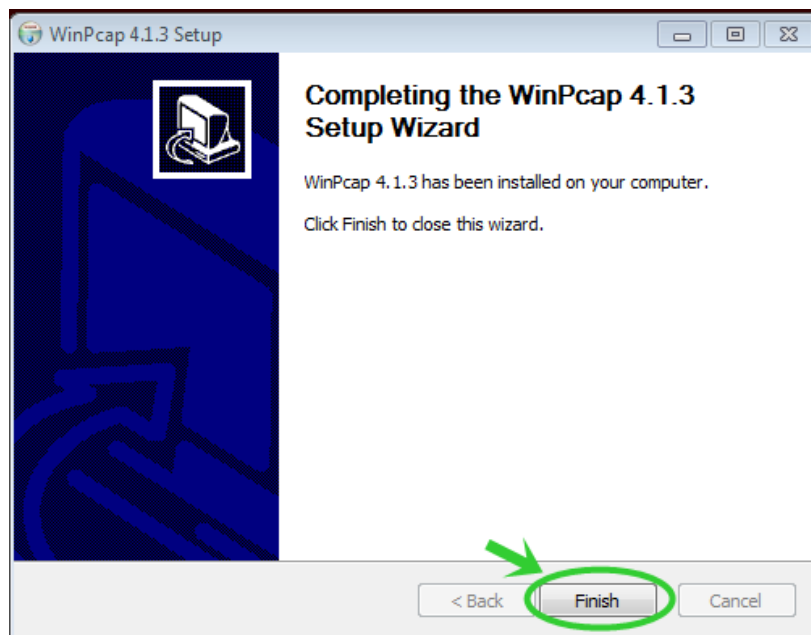 WinPcap 4.1.3 Setup
Completing the WinPcap 4.1.3
Setup Wizard
WinPcap 4.1.3 has been installed on your computer.
Click Finish to close this wizard.
< Back Finish Cancel